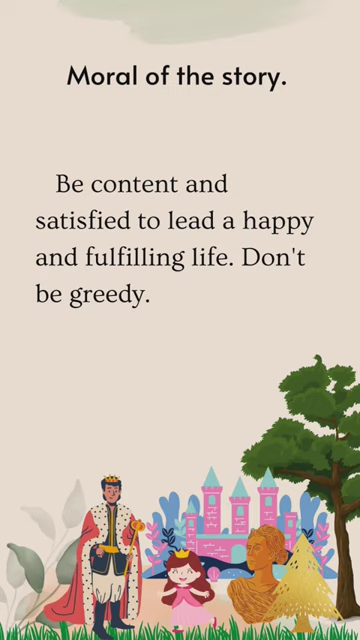 Moral of the story.
Be content and
satisfied to lead a happy
and fulfilling life. Don't
be greedy.